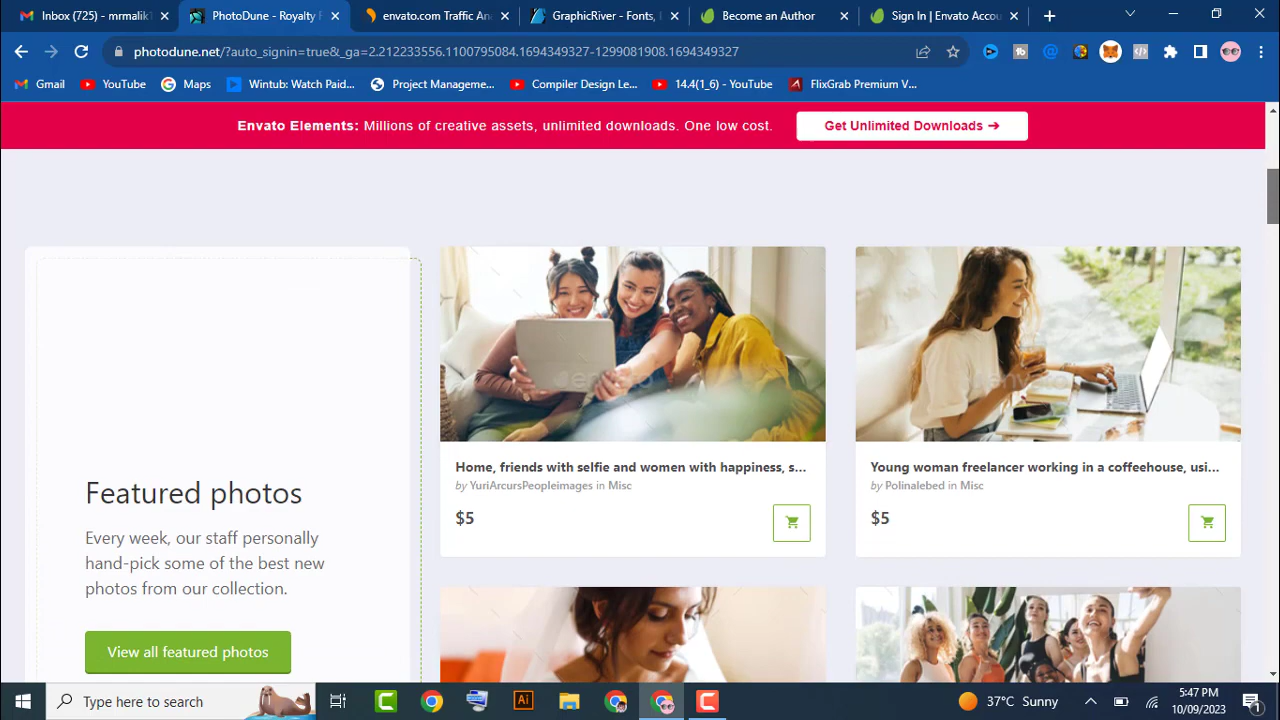 Inbox (725) - mrmalik1
PhotoDune - Royalty F
envato.com Traffic An
GraphicRiver - Fonts, I
Become an Author
Sign In | Envato Accou
photodune.net/?auto_signin=true&_ga=2.212233556.1100795084.1694349327-1299081908.1694349327
Gmail
YouTube
Maps
Wintub: Watch Paid...
Project Manageme...
Compiler Design Le...
14.4(1_6) - YouTube
FlixGrab Premium V...
Envato Elements: Millions of creative assets, unlimited downloads. One low cost.
Get Unlimited Downloads ➔
envato
envato
Home, friends with selfie and women with happiness, s...
by YuriArcursPeopleimages in Misc
$5
Young woman freelancer working in a coffeehouse, usi...
by Polinalebed in Misc
$5
Featured photos
Every week, our staff personally
hand-pick some of the best new
photos from our collection.
View all featured photos
Type here to search
Ai
37°C Sunny
5:47 PM
10/09/2023
1